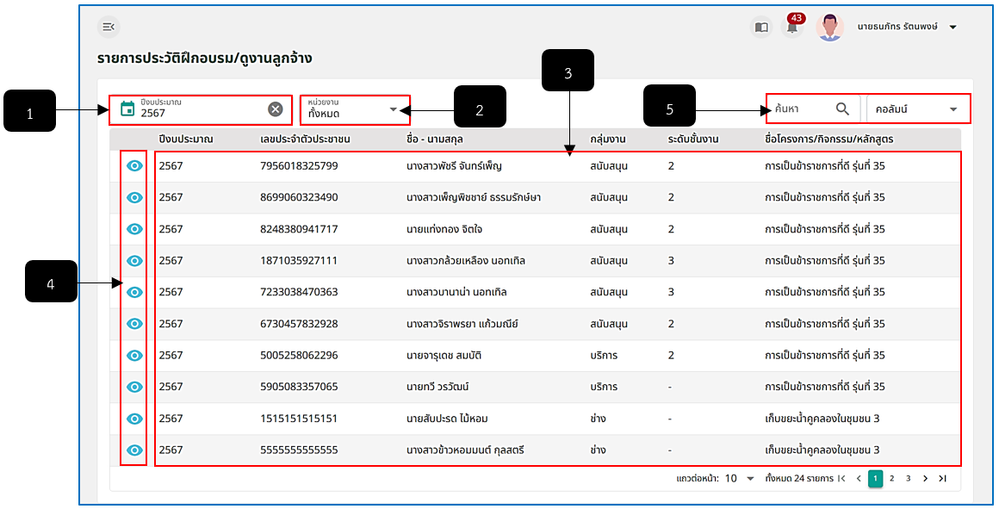 43
นายธนภัทร รัตนพงษ์
รายการประวัติฝึกอบรม/ดูงานลูกจ้าง
3
1
ปีงบประมาณ
2567
หน่วยงาน
ทั้งหมด
2
5
ค้นหา
คอลัมน์
ปีงบประมาณ เลขประจำตัวประชาชน ชื่อ - นามสกุล กลุ่มงาน ระดับชั้นงาน ชื่อโครงการ/กิจกรรม/หลักสูตร
2567 7956018325799 นางสาวพัชรี จันทร์เพ็ญ สนับสนุน 2 การเป็นข้าราชการที่ดี รุ่นที่ 35
2567 8699060323490 นางสาวเพ็ญพิชชาย์ ธรรมรักษ์ษา สนับสนุน 2 การเป็นข้าราชการที่ดี รุ่นที่ 35
2567 8248380941717 นายแท่งทอง จิตใจ สนับสนุน 2 การเป็นข้าราชการที่ดี รุ่นที่ 35
2567 1871035927111 นางสาวกล้วยเหลือง นอทเทิล สนับสนุน 3 การเป็นข้าราชการที่ดี รุ่นที่ 35
4
2567 7233038470363 นางสาวบานาน่า นอทเทิล สนับสนุน 3 การเป็นข้าราชการที่ดี รุ่นที่ 35
2567 6730457832928 นางสาวจิราพรยา แก้วมณีย์ สนับสนุน 2 การเป็นข้าราชการที่ดี รุ่นที่ 35
2567 5005258062296 นายจารุเดช สมบัติ บริการ 2 การเป็นข้าราชการที่ดี รุ่นที่ 35
2567 5905083357065 นายทวี วรวัฒน์ บริการ - การเป็นข้าราชการที่ดี รุ่นที่ 35
2567 1515151515151 นายสับปะรด ไม้หอม ช่าง - เก็บขยะน้ำคูคลองในชุมชน 3
2567 5555555555555 นางสาวข้าวหอมมนต์ กุลสตรี ช่าง - เก็บขยะน้ำคูคลองในชุมชน 3
แถวต่อหน้า: 10 ทั้งหมด 24 รายการ 1 2 3